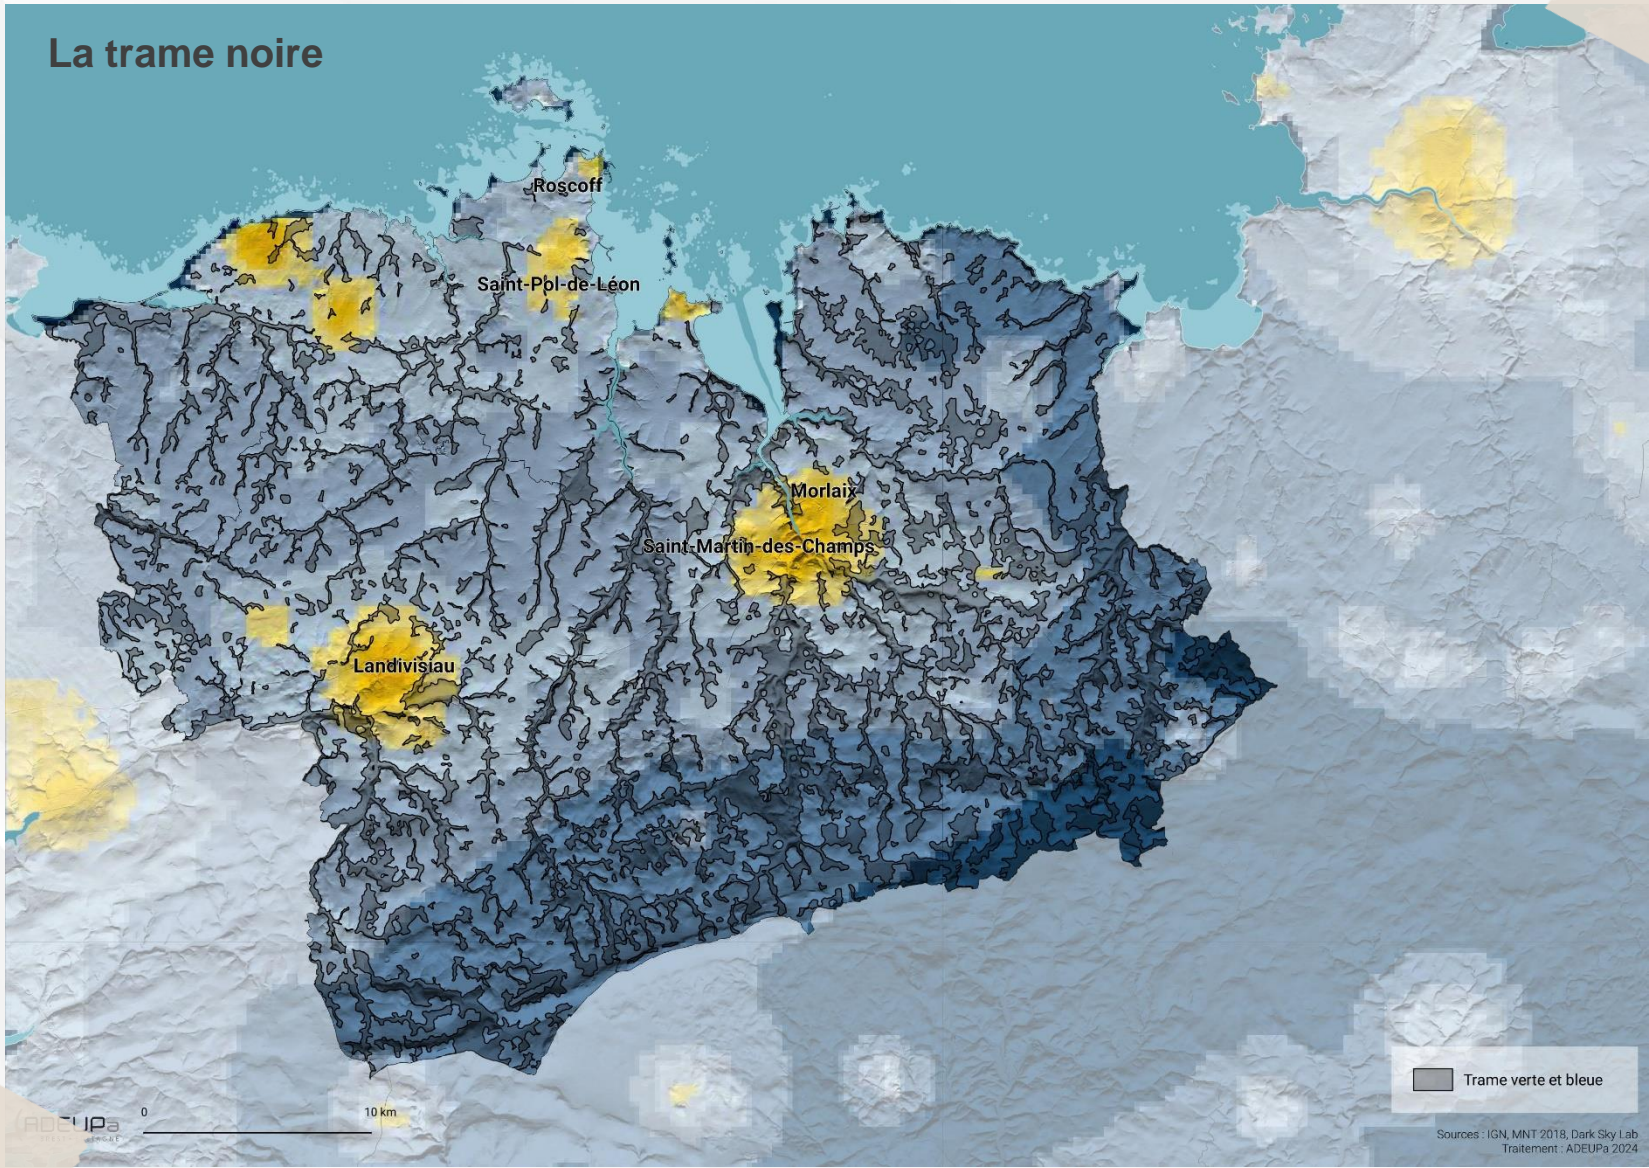 La trame noire
Roscoff
Saint-Pol-de-Léon
Morlaix
Saint-Martin-des-Champs
Landivisiau
Trame verte et bleue
0
10 km
ADEUPa
Sources : IGN, MNT 2018, Dark Sky Lab
Traitement : ADEUPa 2024